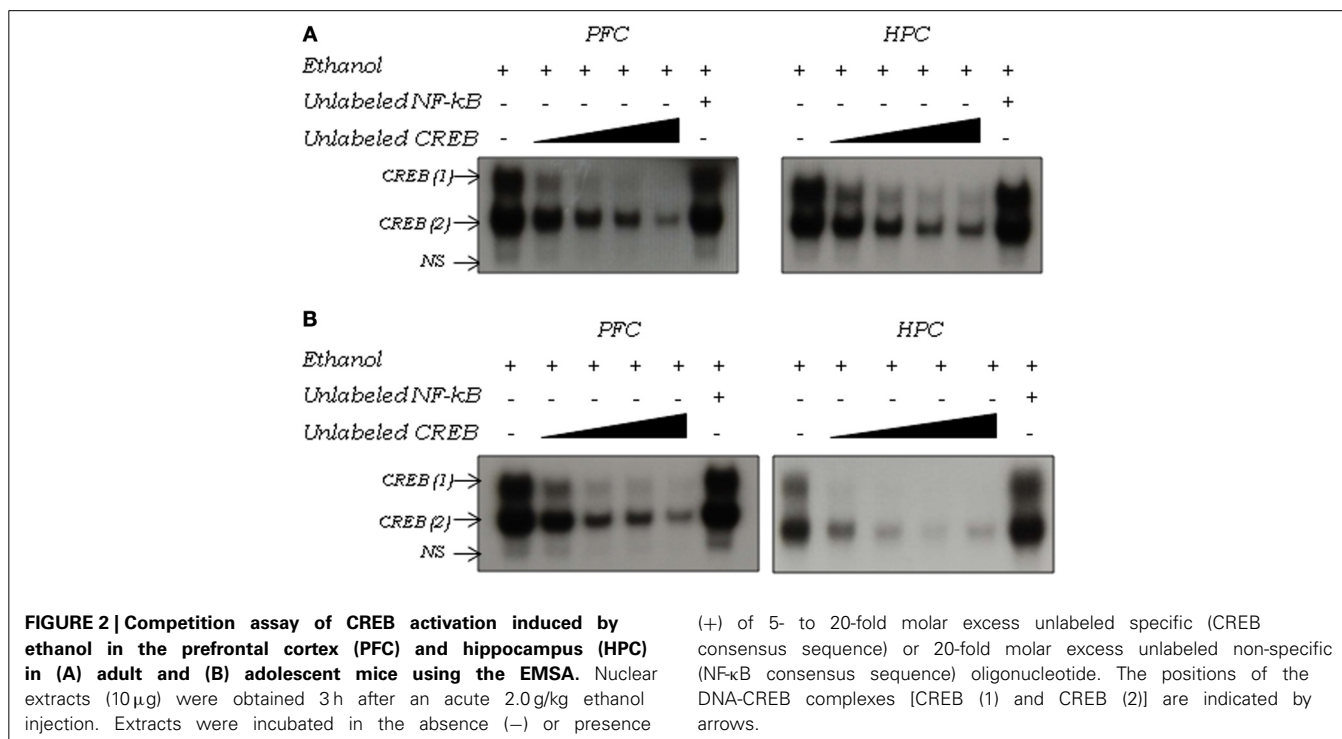 A
PFC HPC
Ethanol + + + + + + + + + + + +
Unlabeled NF-kB - - - - - + - - - - - +
Unlabeled CREB - - - -
CREB (1)
CREB (2)
NS
B
PFC HPC
Ethanol + + + + + + + + + + + +
Unlabeled NF-kB - - - - - + - - - - - +
Unlabeled CREB - - - -
CREB (1)
CREB (2)
NS
FIGURE 2 | Competition assay of CREB activation induced by
ethanol in the prefrontal cortex (PFC) and hippocampus (HPC)
in (A) adult and (B) adolescent mice using the EMSA. Nuclear
extracts (10 μg) were obtained 3 h after an acute 2.0 g/kg ethanol
injection. Extracts were incubated in the absence (−) or presence
(+) of 5- to 20-fold molar excess unlabeled specific (CREB
consensus sequence) or 20-fold molar excess unlabeled non-specific
(NF-κB consensus sequence) oligonucleotide. The positions of the
DNA-CREB complexes [CREB (1) and CREB (2)] are indicated by
arrows.